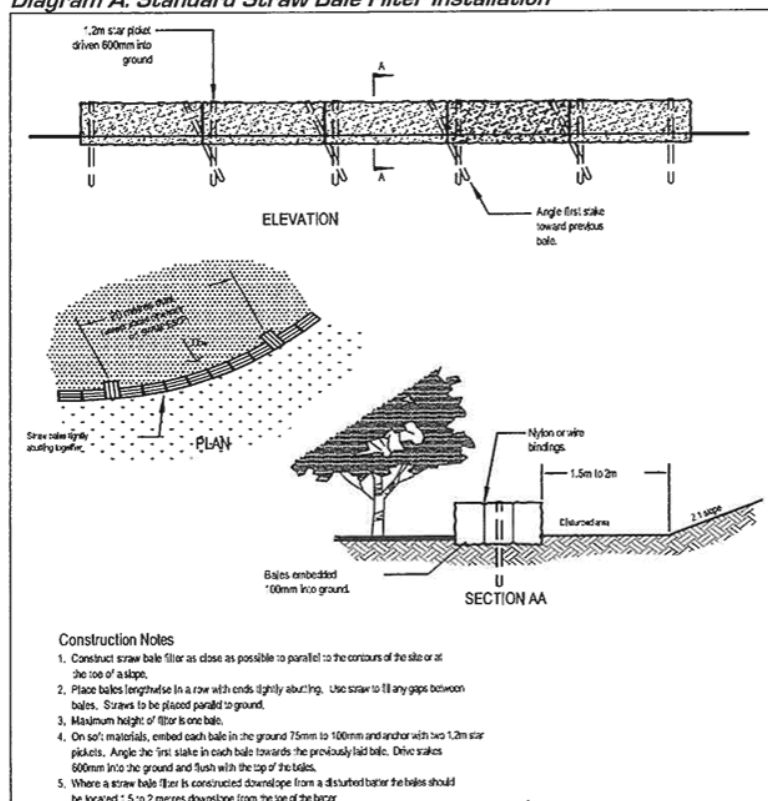 Diagram A: Standard Straw Bale Filter Installation
1.2m star picket
driven 600mm into
ground
A
A
ELEVATION
Angle first stake
toward previous
bale.
20 metres max.
Straw bales tightly
abutting together.
PLAN
Nylon or wire
bindings.
1.5m to 2m
Disturbed area
2:1 slope
Bales embedded
100mm into ground.
SECTION AA
Construction Notes
1. Construct straw bale filter as close as possible to parallel to the contours of the site or at
the toe of a slope.
2. Place bales lengthwise in a row with ends tightly abutting. Use straw to fill any gaps between
bales. Straws to be placed parallel to ground.
3. Maximum height of filter is one bale.
4. On soft materials, embed each bale in the ground 75mm to 100mm and anchor with two 1.2m star
pickets. Angle the first stake in each bale towards the previously laid bale. Drive stakes
600mm into the ground and flush with the top of the bales.
5. Where a straw bale filter is constructed downslope from a disturbed batter the bales should
be located 1.5 to 2 metres downslope from the toe of the batter